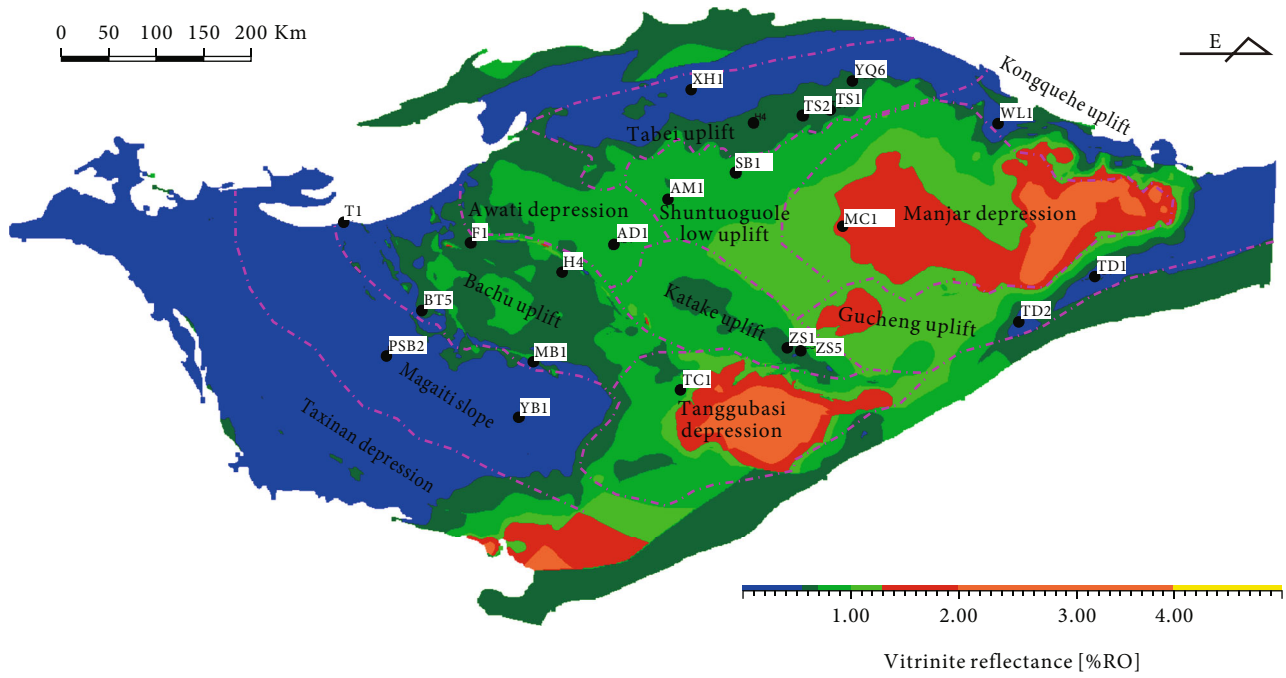 0 50 100 150 200 Km
E
XH1
YQ6
Kongquehe uplift
TS1
TS2
H4
WL1
Tabei uplift
SB1
AM1
T1
Awati depression
Shuntuoguole
low uplift
MC1
Manjar depression
F1
AD1
H4
TD1
BT5
Bachu uplift
Katake uplift
Gucheng uplift
TD2
PSB2
MB1
ZS1
ZS5
Magaiti slope
TC1
YB1
Tanggubasi
depression
Taxinan depression
1.00 2.00 3.00 4.00
Vitrinite reflectance [%RO]